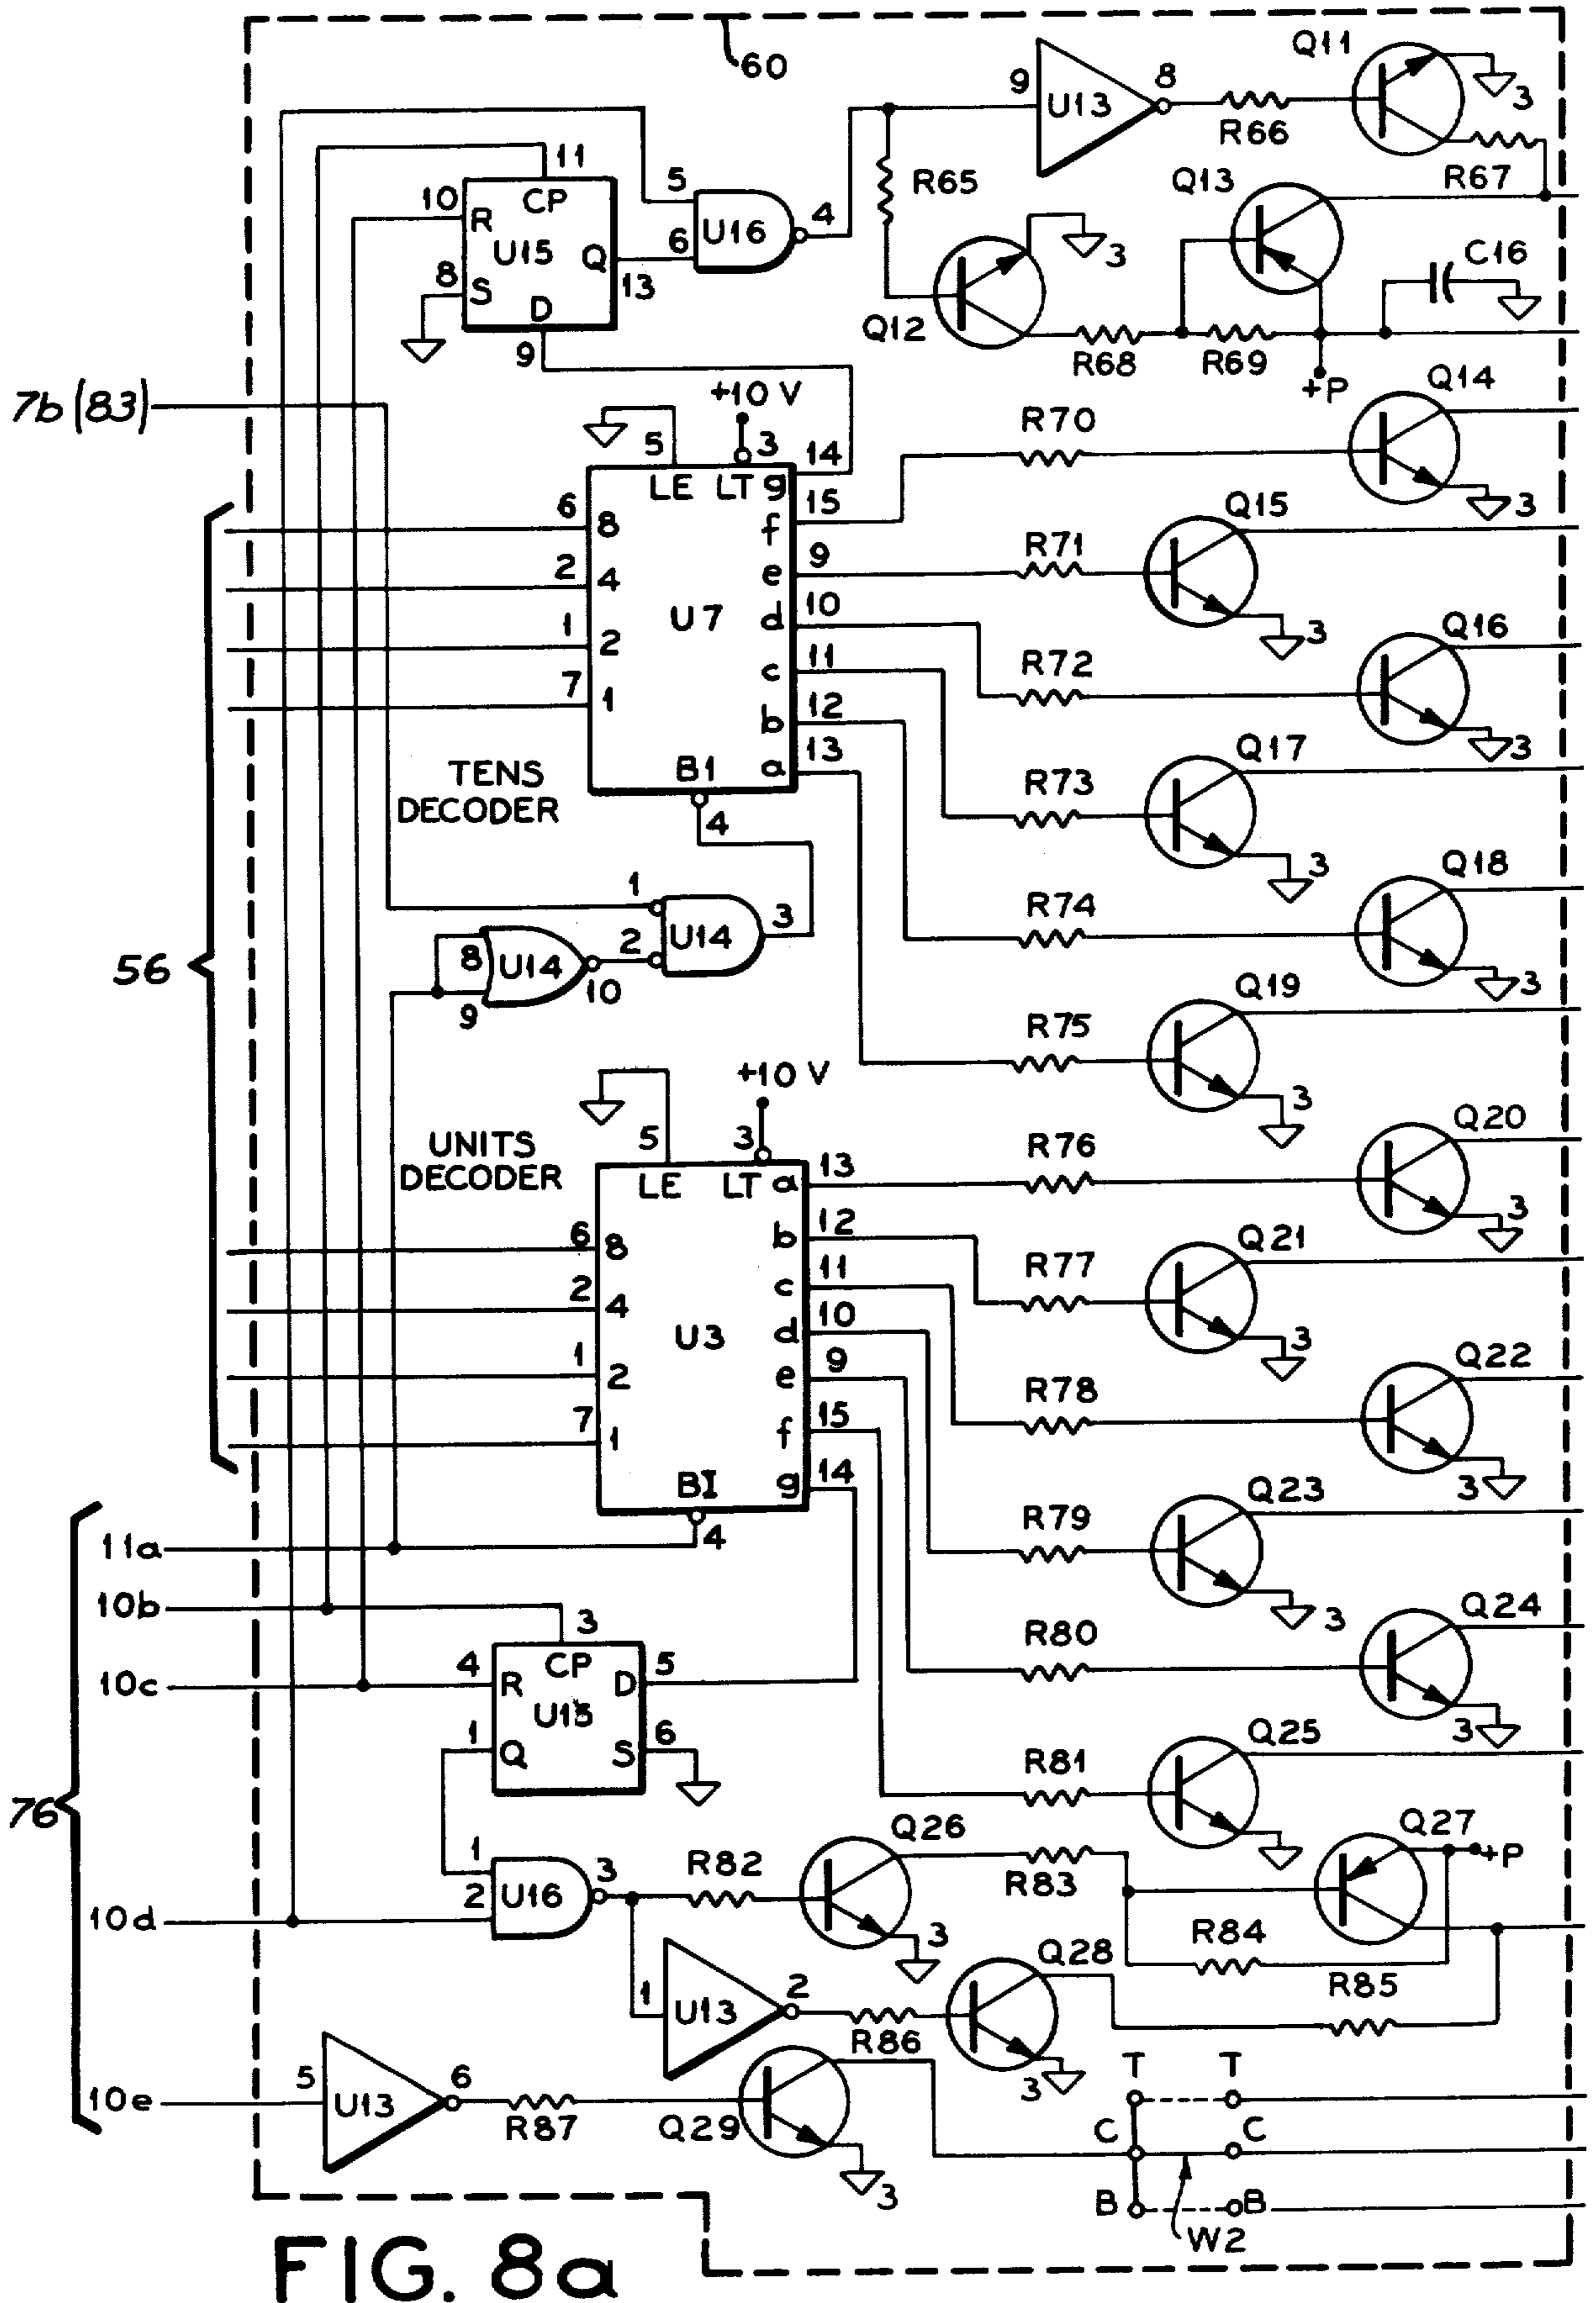 60
Q11
9 U13 8
R66
3
R67
11
10 R CP
U15
8 S Q 13
D
9
5
6 U16 4
R65
Q13
3
Q12
C16
R68
R69
+P
7b (83)
+10 V
5
3
14
LE LT g
15
f
6 8
9
e
2 4
U7
10
d
1 2
11
c
7 1
12
b
13
a
B1
4
TENS
DECODER
R70
Q14
3
R71
Q15
3
R72
Q16
3
R73
Q17
3
R74
Q18
3
R75
Q19
3
56
1
2 U14 3
8
9 U14 10
+10 V
UNITS
DECODER
5
3
LE LT a 13
b 12
6 8
c 11
2 4
U3
d 10
1 2
e 9
7 1
f 15
g 14
BI
4
R76
Q20
3
R77
Q21
3
R78
Q22
3
R79
Q23
3
R80
Q24
3
R81
Q25
76
11a
10b
10c
10d
10e
3
4 R CP D 5
U15
1 Q S 6
1
2 U16 3
R82
Q26
3
R83
Q27
+P
R84
R85
1 U13 2
R86
Q28
3
5 U13 6
R87
Q29
3
T T
C C
B B
W2
FIG. 8a